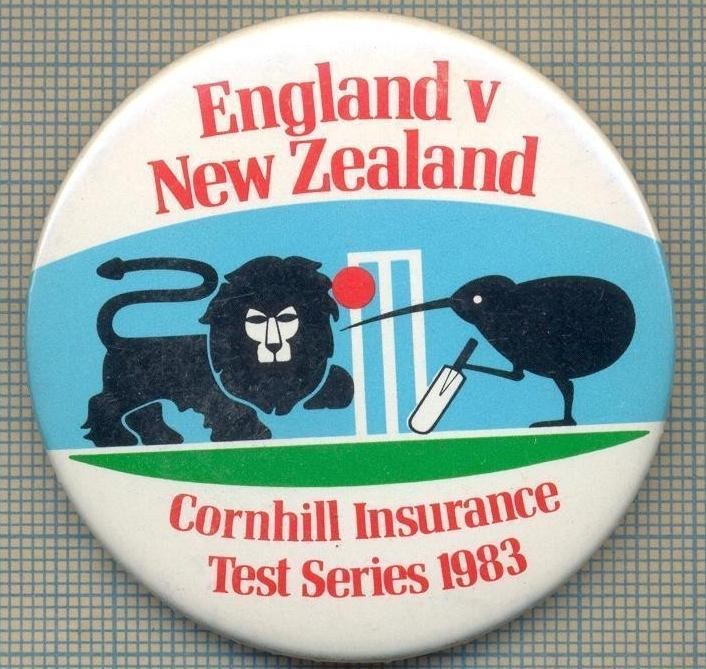 England v
New Zealand
Cornhill Insurance
Test Series 1983